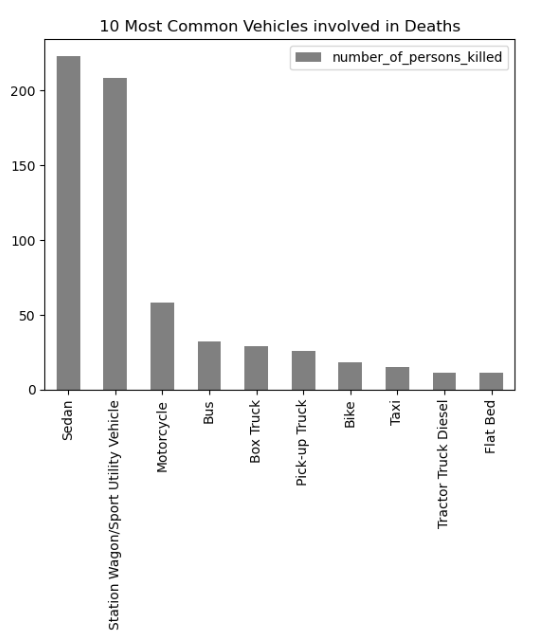 10 Most Common Vehicles involved in Deaths
number_of_persons_killed
200
150
100
50
0
Sedan
Station Wagon/Sport Utility Vehicle
Motorcycle
Bus
Box Truck
Pick-up Truck
Bike
Taxi
Tractor Truck Diesel
Flat Bed